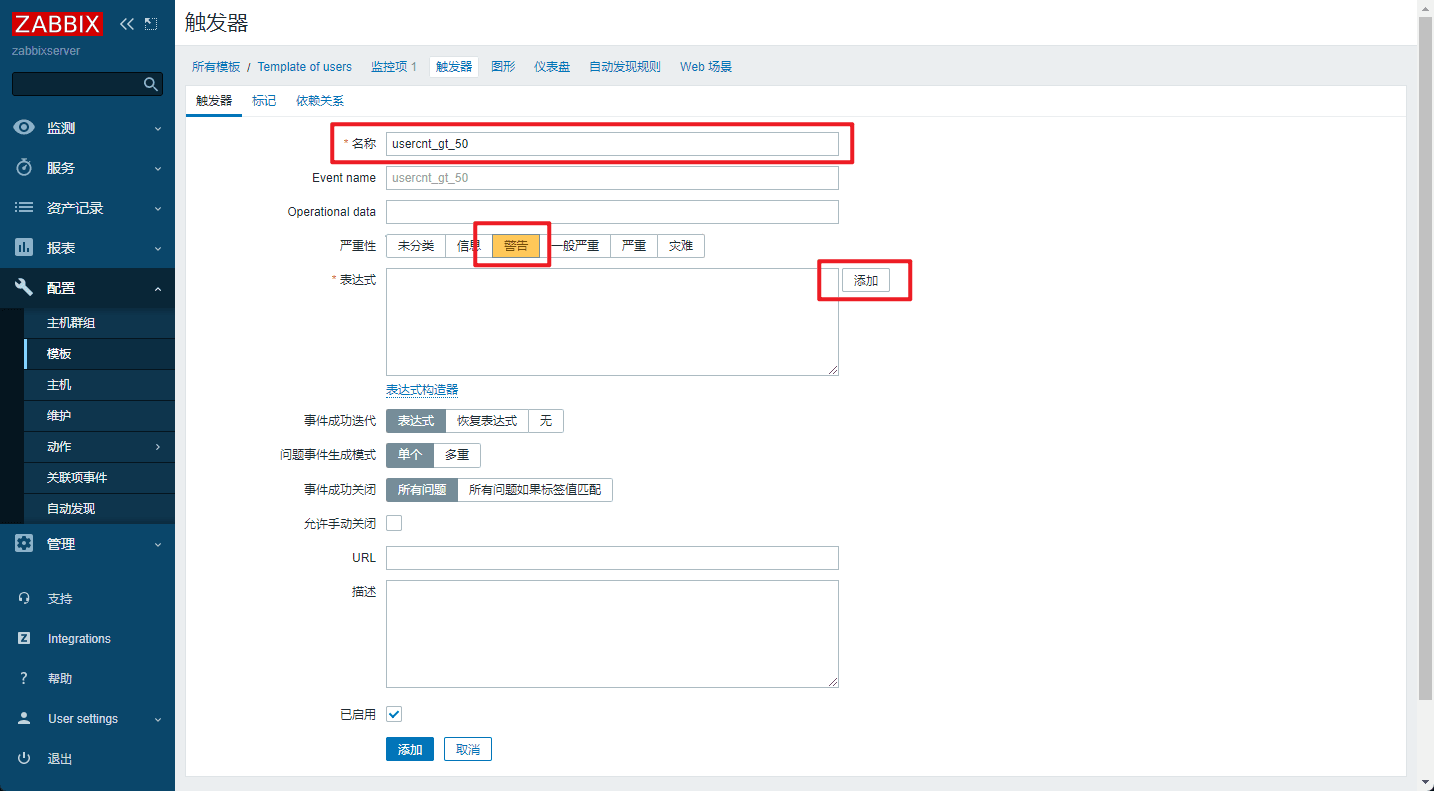 ZABBIX
zabbixserver
监测
服务
资产记录
报表
配置
主机群组
模板
主机
维护
动作
关联项事件
自动发现
管理
支持
Integrations
帮助
User settings
退出
触发器
所有模板 / Template of users 监控项 1 触发器 图形 仪表盘 自动发现规则 Web 场景
触发器 标记 依赖关系
* 名称 usercnt_gt_50
Event name usercnt_gt_50
Operational data
严重性 未分类 信息 警告 一般严重 严重 灾难
* 表达式 添加
表达式构造器
事件成功迭代 表达式 恢复表达式 无
问题事件生成模式 单个 多重
事件成功关闭 所有问题 所有问题如果标签值匹配
允许手动关闭
URL
描述
已启用
添加 取消